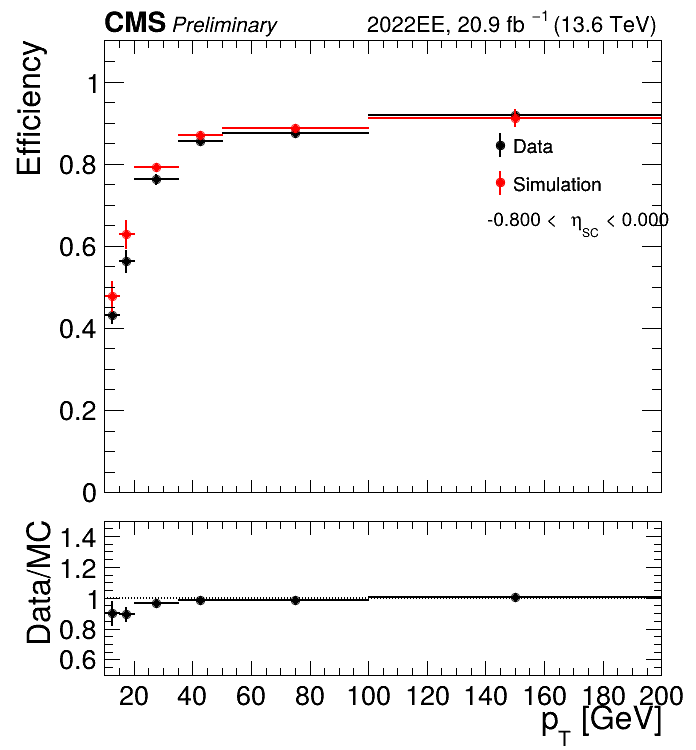 CMS Preliminary 2022EE, 20.9 fb ⁻¹ (13.6 TeV)
Efficiency
1
0.8
0.6
0.4
0.2
0
Data
Simulation
-0.800 < η_SC < 0.000
Data/MC
1.4
1.2
1
0.8
0.6
20 40 60 80 100 120 140 160 180 200
p_T [GeV]